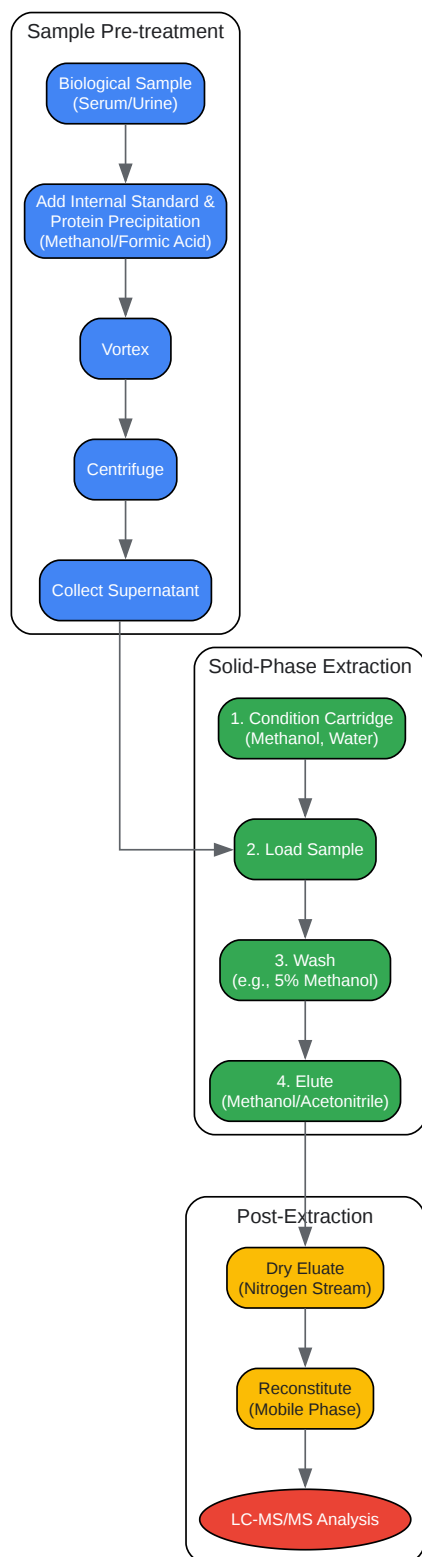 Sample Pre-treatment
Biological Sample
(Serum/Urine)
Add Internal Standard &
Protein Precipitation
(Methanol/Formic Acid)
Vortex
Centrifuge
Collect Supernatant
Solid-Phase Extraction
1. Condition Cartridge
(Methanol, Water)
2. Load Sample
3. Wash
(e.g., 5% Methanol)
4. Elute
(Methanol/Acetonitrile)
Post-Extraction
Dry Eluate
(Nitrogen Stream)
Reconstitute
(Mobile Phase)
LC-MS/MS Analysis